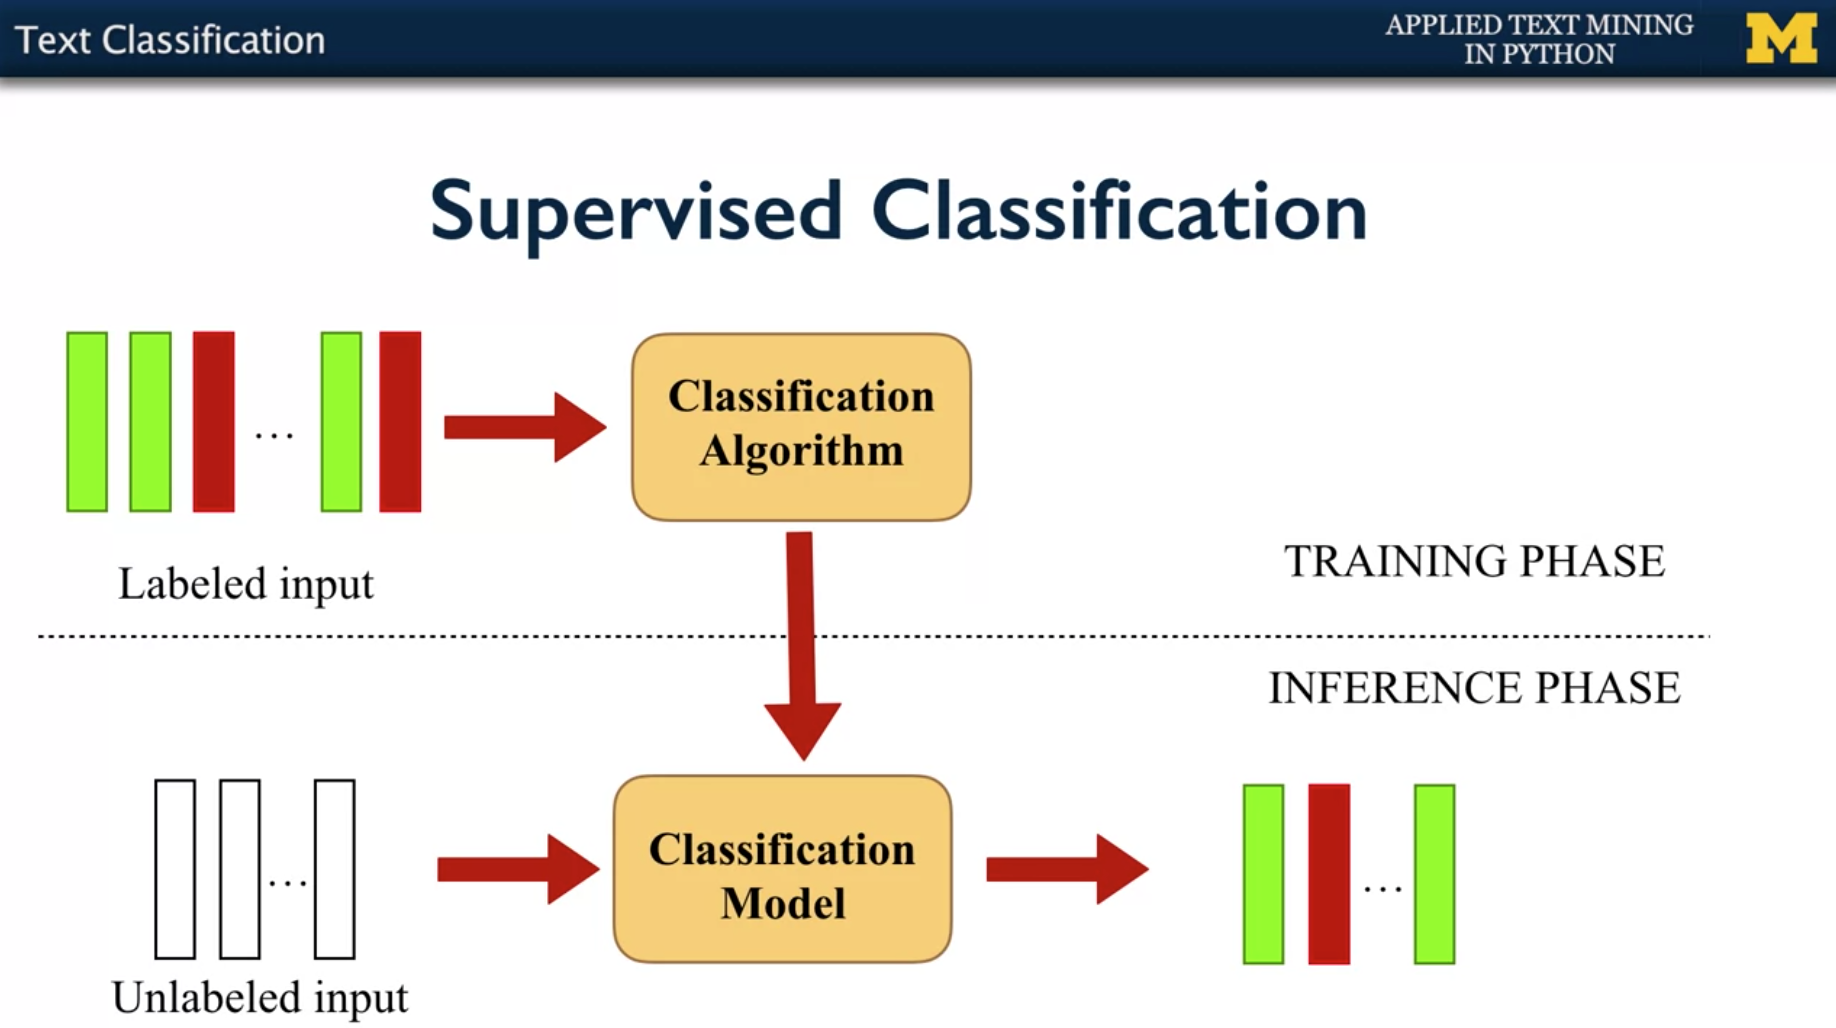 Text Classification
APPLIED TEXT MINING
IN PYTHON
M
Supervised Classification
...
Classification
Algorithm
Labeled input
TRAINING PHASE
INFERENCE PHASE
...
Classification
Model
...
Unlabeled input